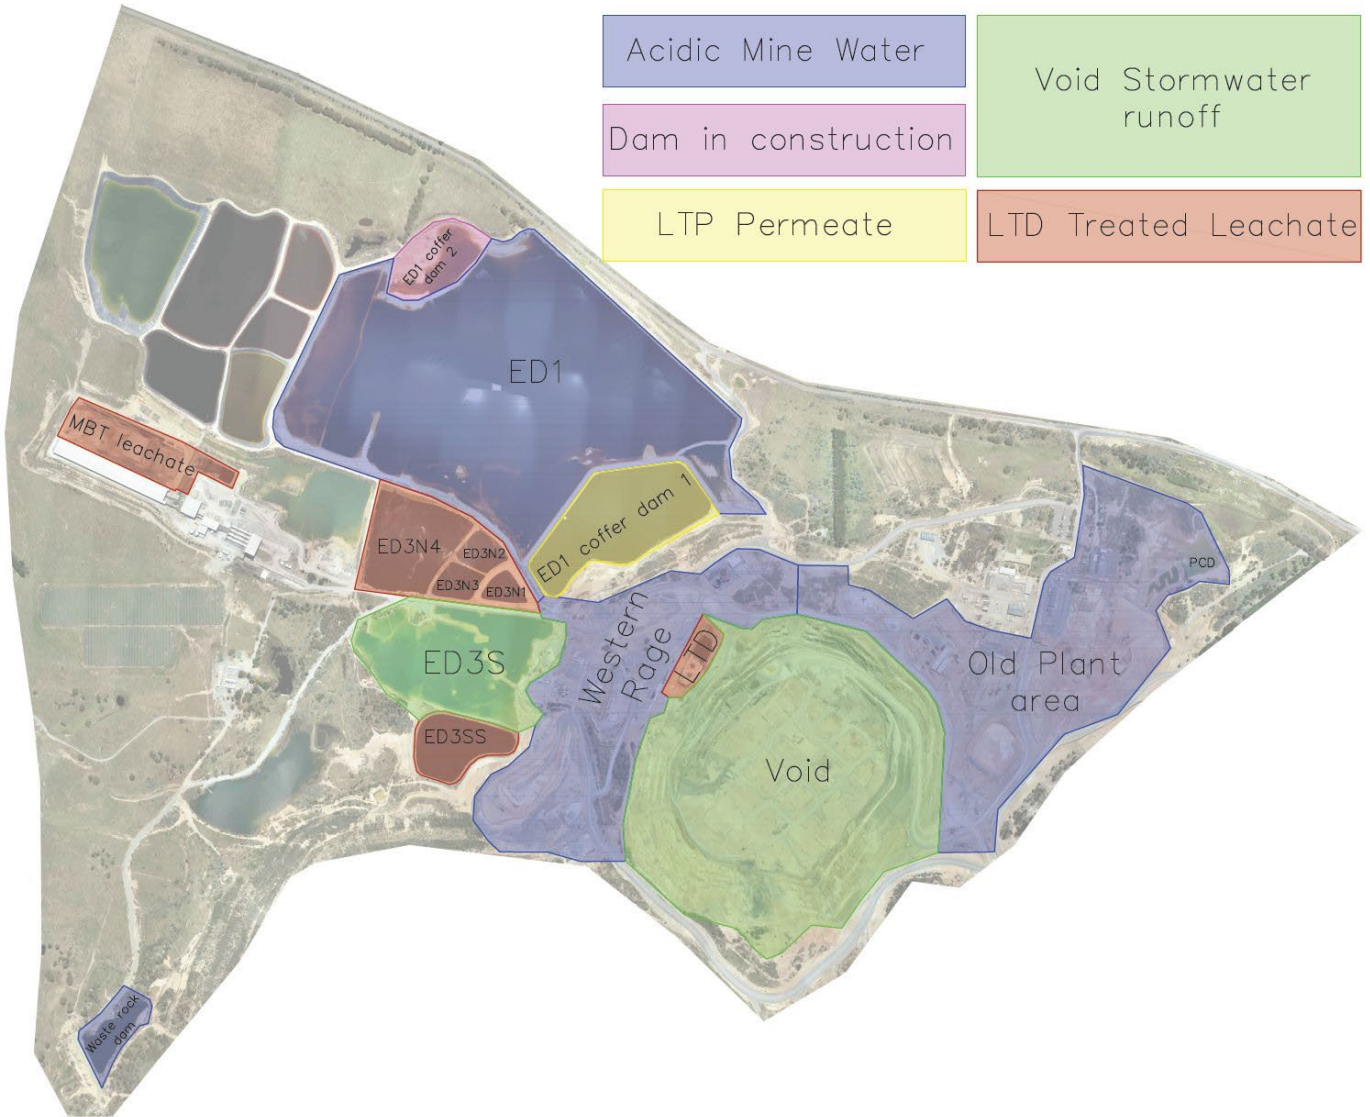 Acidic Mine Water
Void Stormwater
runoff
Dam in construction
LTP Permeate
LTD Treated Leachate
ED1 coffer
dam 2
ED1
MBT leachate
ED1 coffer dam 1
ED3N4
ED3N2
ED3N3
ED3N1
PCD
Western
Rage
LTD
ED3S
Old Plant
area
ED3SS
Void
Waste rock
dam